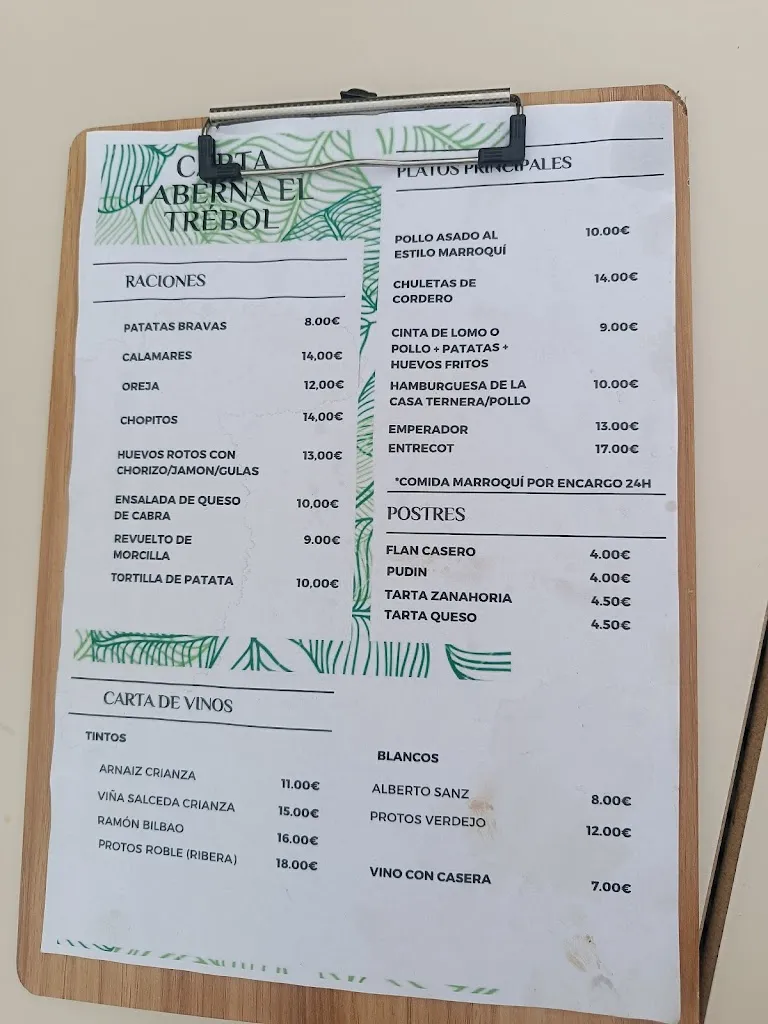 CARTA
TABERNA EL
TRÉBOL
RACIONES
PATATAS BRAVAS 8.00€
CALAMARES 14,00€
OREJA 12,00€
CHOPITOS 14,00€
HUEVOS ROTOS CON 13,00€
CHORIZO/JAMON/GULAS
ENSALADA DE QUESO 10,00€
DE CABRA
REVUELTO DE 9.00€
MORCILLA
TORTILLA DE PATATA 10,00€
PLATOS PRINCIPALES
POLLO ASADO AL 10.00€
ESTILO MARROQUÍ
CHULETAS DE 14.00€
CORDERO
CINTA DE LOMO O 9.00€
POLLO + PATATAS +
HUEVOS FRITOS
HAMBURGUESA DE LA 10.00€
CASA TERNERA/POLLO
EMPERADOR 13.00€
ENTRECOT 17.00€
*COMIDA MARROQUÍ POR ENCARGO 24H
POSTRES
FLAN CASERO 4.00€
PUDIN 4.00€
TARTA ZANAHORIA 4.50€
TARTA QUESO 4.50€
CARTA DE VINOS
TINTOS
ARNAIZ CRIANZA 11.00€
VIÑA SALCEDA CRIANZA 15.00€
RAMÓN BILBAO 16.00€
PROTOS ROBLE (RIBERA) 18.00€
BLANCOS
ALBERTO SANZ 8.00€
PROTOS VERDEJO 12.00€
VINO CON CASERA 7.00€